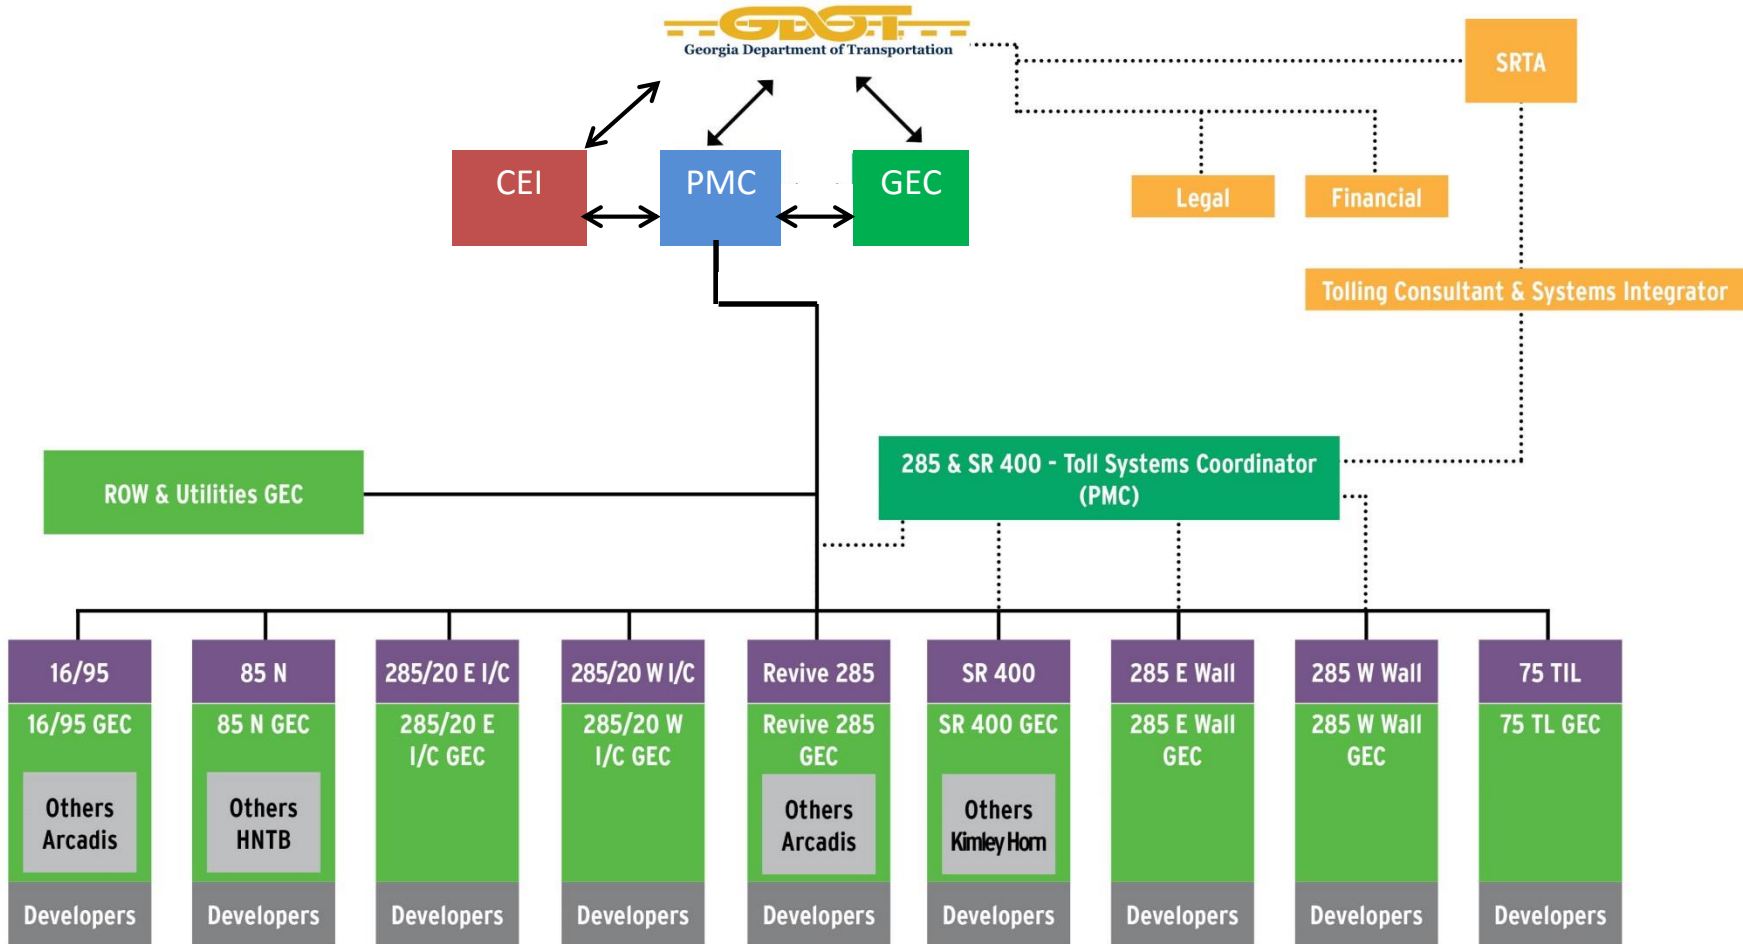 GDOT
Georgia Department of Transportation
SRTA
CEI
PMC
GEC
Legal
Financial
Tolling Consultant & Systems Integrator
ROW & Utilities GEC
285 & SR 400 - Toll Systems Coordinator
(PMC)
16/95
16/95 GEC
Others
Arcadis
Developers
85 N
85 N GEC
Others
HNTB
Developers
285/20 E I/C
285/20 E
I/C GEC
Developers
285/20 W I/C
285/20 W
I/C GEC
Developers
Revive 285
Revive 285
GEC
Others
Arcadis
Developers
SR 400
SR 400 GEC
Others
Kimley Horn
Developers
285 E Wall
285 E Wall
GEC
Developers
285 W Wall
285 W Wall
GEC
Developers
75 TIL
75 TL GEC
Developers